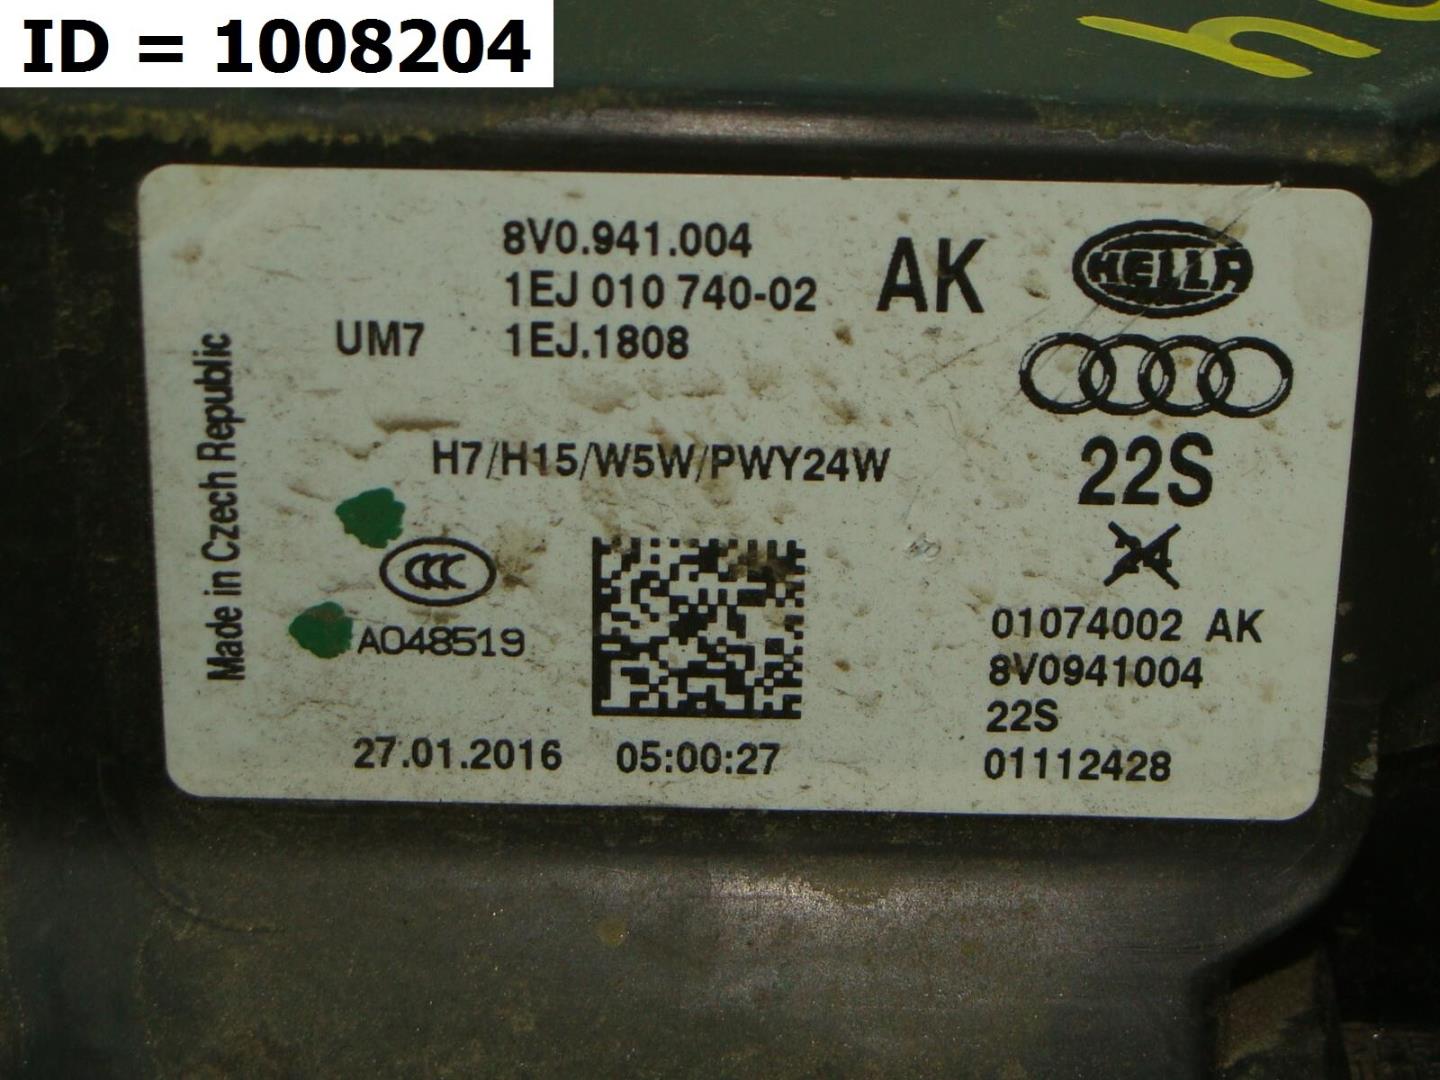 ID = 1008204
8V0.941.004
1EJ 010 740-02
AK
HELLA
UM7
1EJ.1808
Made in Czech Republic
H7/H15/W5W/PWY24W
22S
24
CCC
A048519
01074002 AK
8V0941004
22S
01112428
27.01.2016
05:00:27